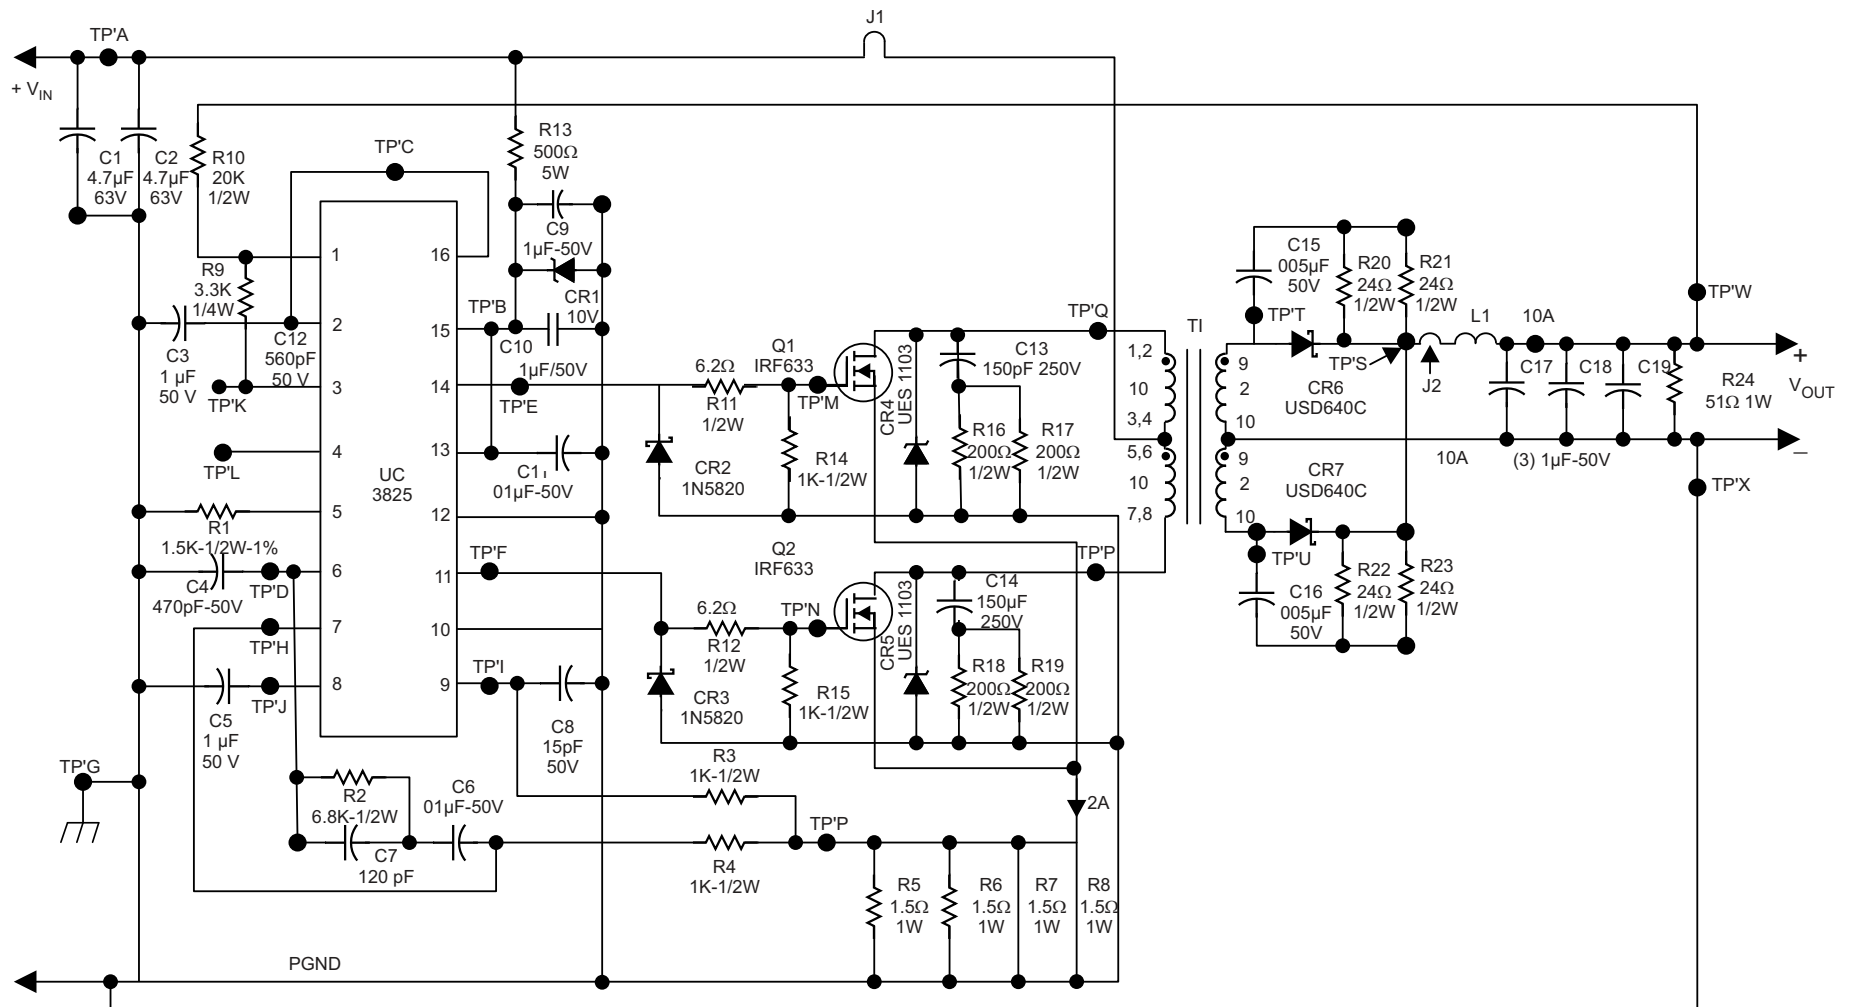 J1
TP'A
+ VIN
C1
4.7µF
63V
C2
4.7µF
63V
R10
20K
1/2W
TP'C
R13
500Ω
5W
C9
1µF-50V
CR1
10V
1
2
3
4
5
6
7
8
16
15
14
13
12
11
10
9
UC
3825
R9
3.3K
1/4W
C3
1 µF
50 V
C12
560pF
50 V
TP'K
TP'L
R1
1.5K-1/2W-1%
C4
470pF-50V
TP'D
TP'H
C5
1 µF
50 V
TP'J
TP'G
TP'B
C10
1µF/50V
TP'E
C11
01µF-50V
TP'F
TP'I
C8
15pF
50V
R2
6.8K-1/2W
C7
120 pF
C6
01µF-50V
R3
1K-1/2W
R4
1K-1/2W
TP'P
6.2Ω
R11
1/2W
CR2
1N5820
Q1
IRF633
TP'M
R14
1K-1/2W
CR4
UES 1103
C13
150pF 250V
R16
200Ω
1/2W
R17
200Ω
1/2W
TP'Q
Q2
IRF633
6.2Ω
R12
1/2W
CR3
1N5820
TP'N
R15
1K-1/2W
CR5
UES 1103
C14
150µF
250V
R18
200Ω
1/2W
R19
200Ω
1/2W
TP'P
2A
R5
1.5Ω
1W
R6
1.5Ω
1W
R7
1.5Ω
1W
R8
1.5Ω
1W
TI
1,2
10
3,4
5,6
10
7,8
9
2
10
9
2
10
C15
005µF
50V
R20
24Ω
1/2W
R21
24Ω
1/2W
TP'T
TP'S
CR6
USD640C
J2
L1
10A
C17
C18
C19
R24
51Ω 1W
TP'W
+
VOUT
–
TP'X
10A
(3) 1µF-50V
CR7
USD640C
TP'U
C16
005µF
50V
R22
24Ω
1/2W
R23
24Ω
1/2W
PGND